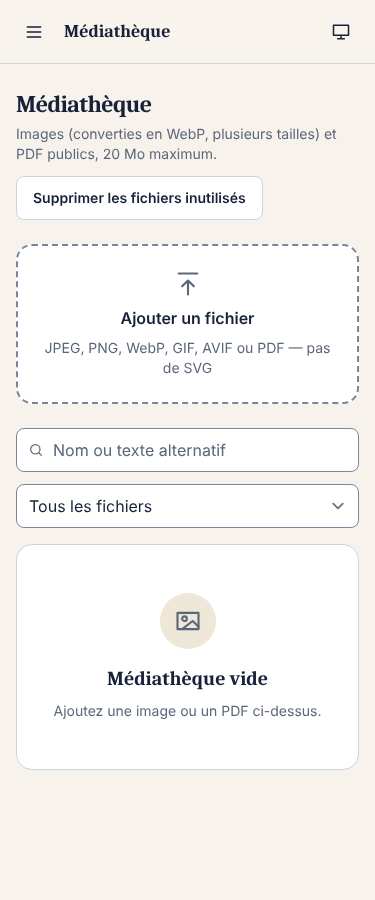 Médiathèque
Médiathèque
Images (converties en WebP, plusieurs tailles) et
PDF publics, 20 Mo maximum.
Supprimer les fichiers inutilisés
Ajouter un fichier
JPEG, PNG, WebP, GIF, AVIF ou PDF — pas
de SVG
Nom ou texte alternatif
Tous les fichiers
Médiathèque vide
Ajoutez une image ou un PDF ci-dessus.